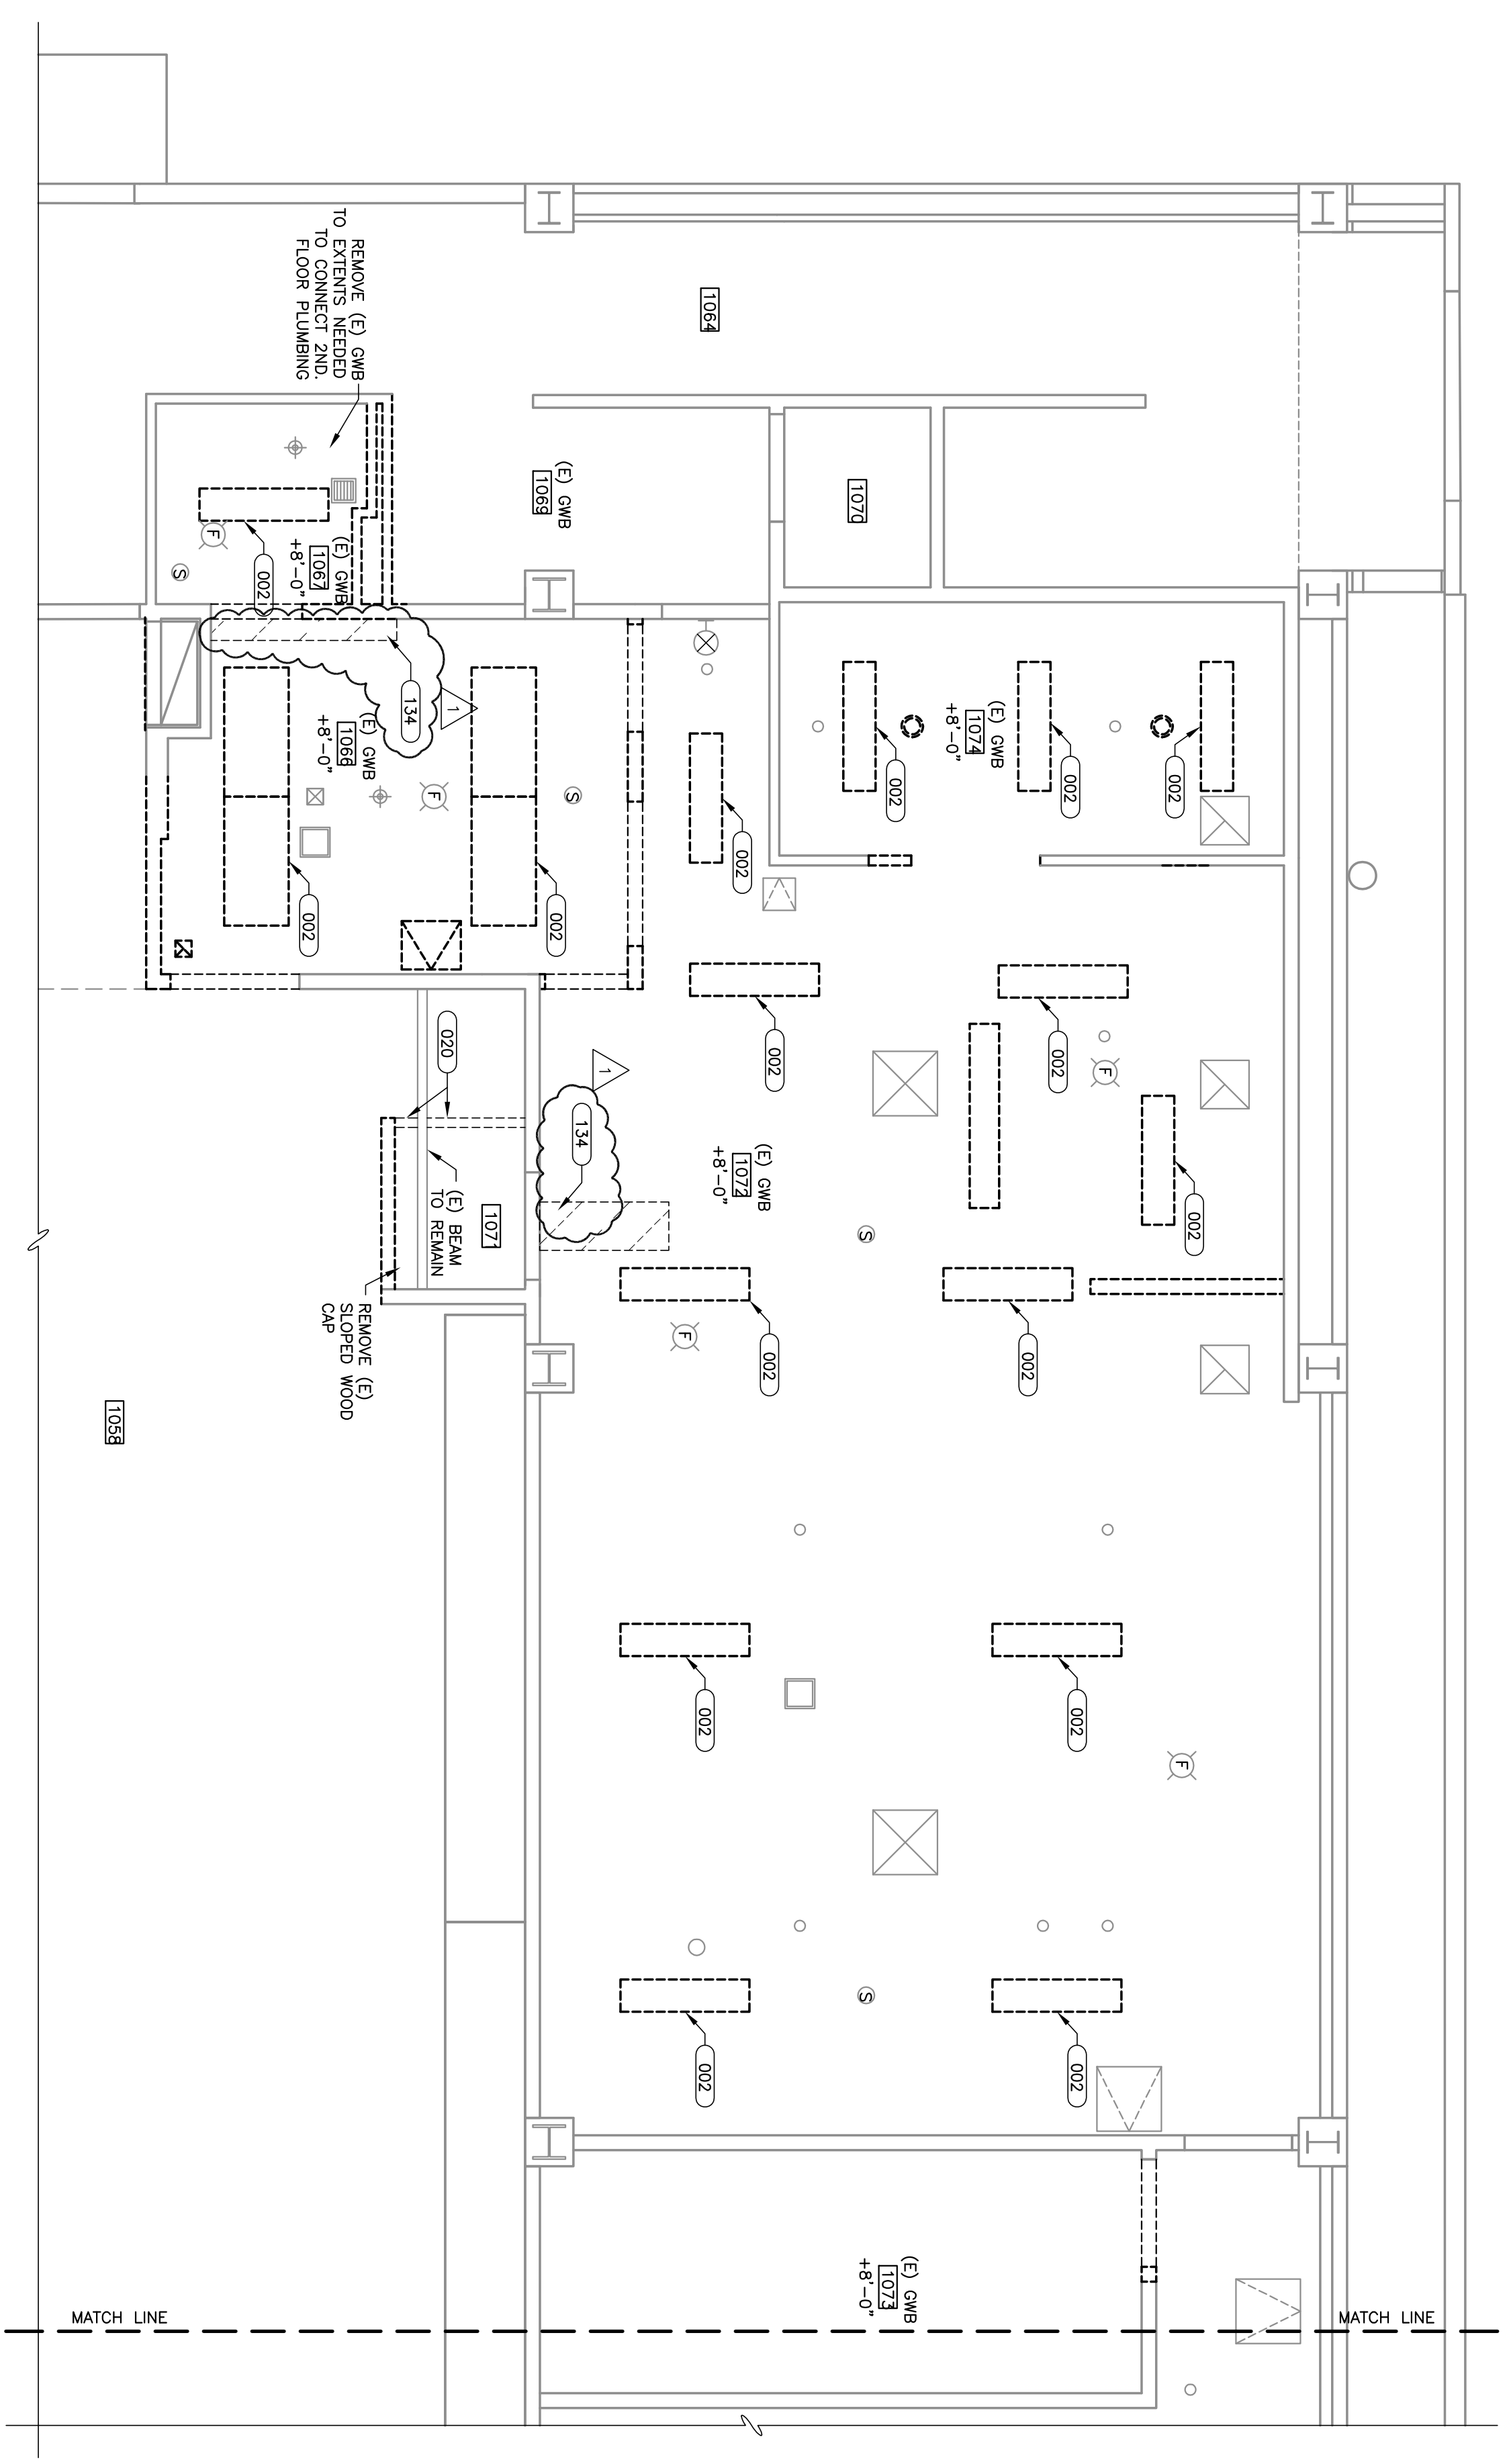 REMOVE (E) GWB
TO EXTENTS NEEDED
TO CONNECT 2ND.
FLOOR PLUMBING
1064
(E) GWB
1069
1070
(E) GWB
1067
+8'-0"
002
F
S
134
1
(E) GWB
1066
+8'-0"
F
S
002
002
(E) GWB
1074
+8'-0"
002
002
002
002
002
002
F
002
020
1
134
(E) GWB
1072
+8'-0"
S
(E) BEAM
TO REMAIN
1071
REMOVE (E)
SLOPED WOOD
CAP
F
002
002
1058
002
002
F
S
002
002
(E) GWB
1073
+8'-0"
MATCH LINE
MATCH LINE